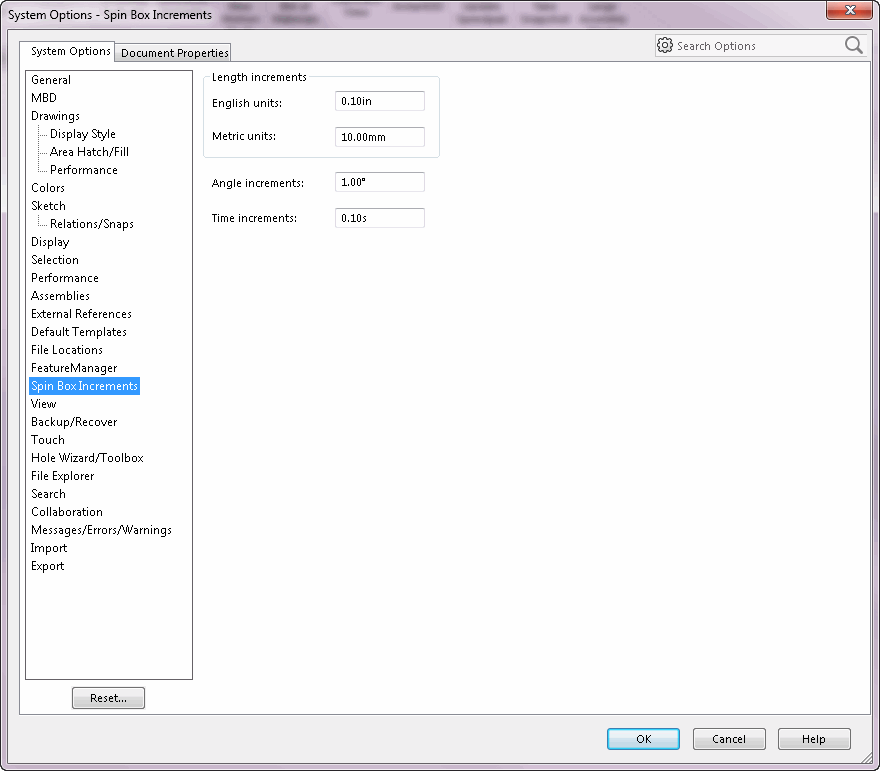 System Options - Spin Box Increments
System Options
Document Properties
Search Options
General
MBD
Drawings
Display Style
Area Hatch/Fill
Performance
Colors
Sketch
Relations/Snaps
Display
Selection
Performance
Assemblies
External References
Default Templates
File Locations
FeatureManager
Spin Box Increments
View
Backup/Recover
Touch
Hole Wizard/Toolbox
File Explorer
Search
Collaboration
Messages/Errors/Warnings
Import
Export
Reset...
Length increments
English units: 0.10in
Metric units: 10.00mm
Angle increments: 1.00°
Time increments: 0.10s
OK Cancel Help